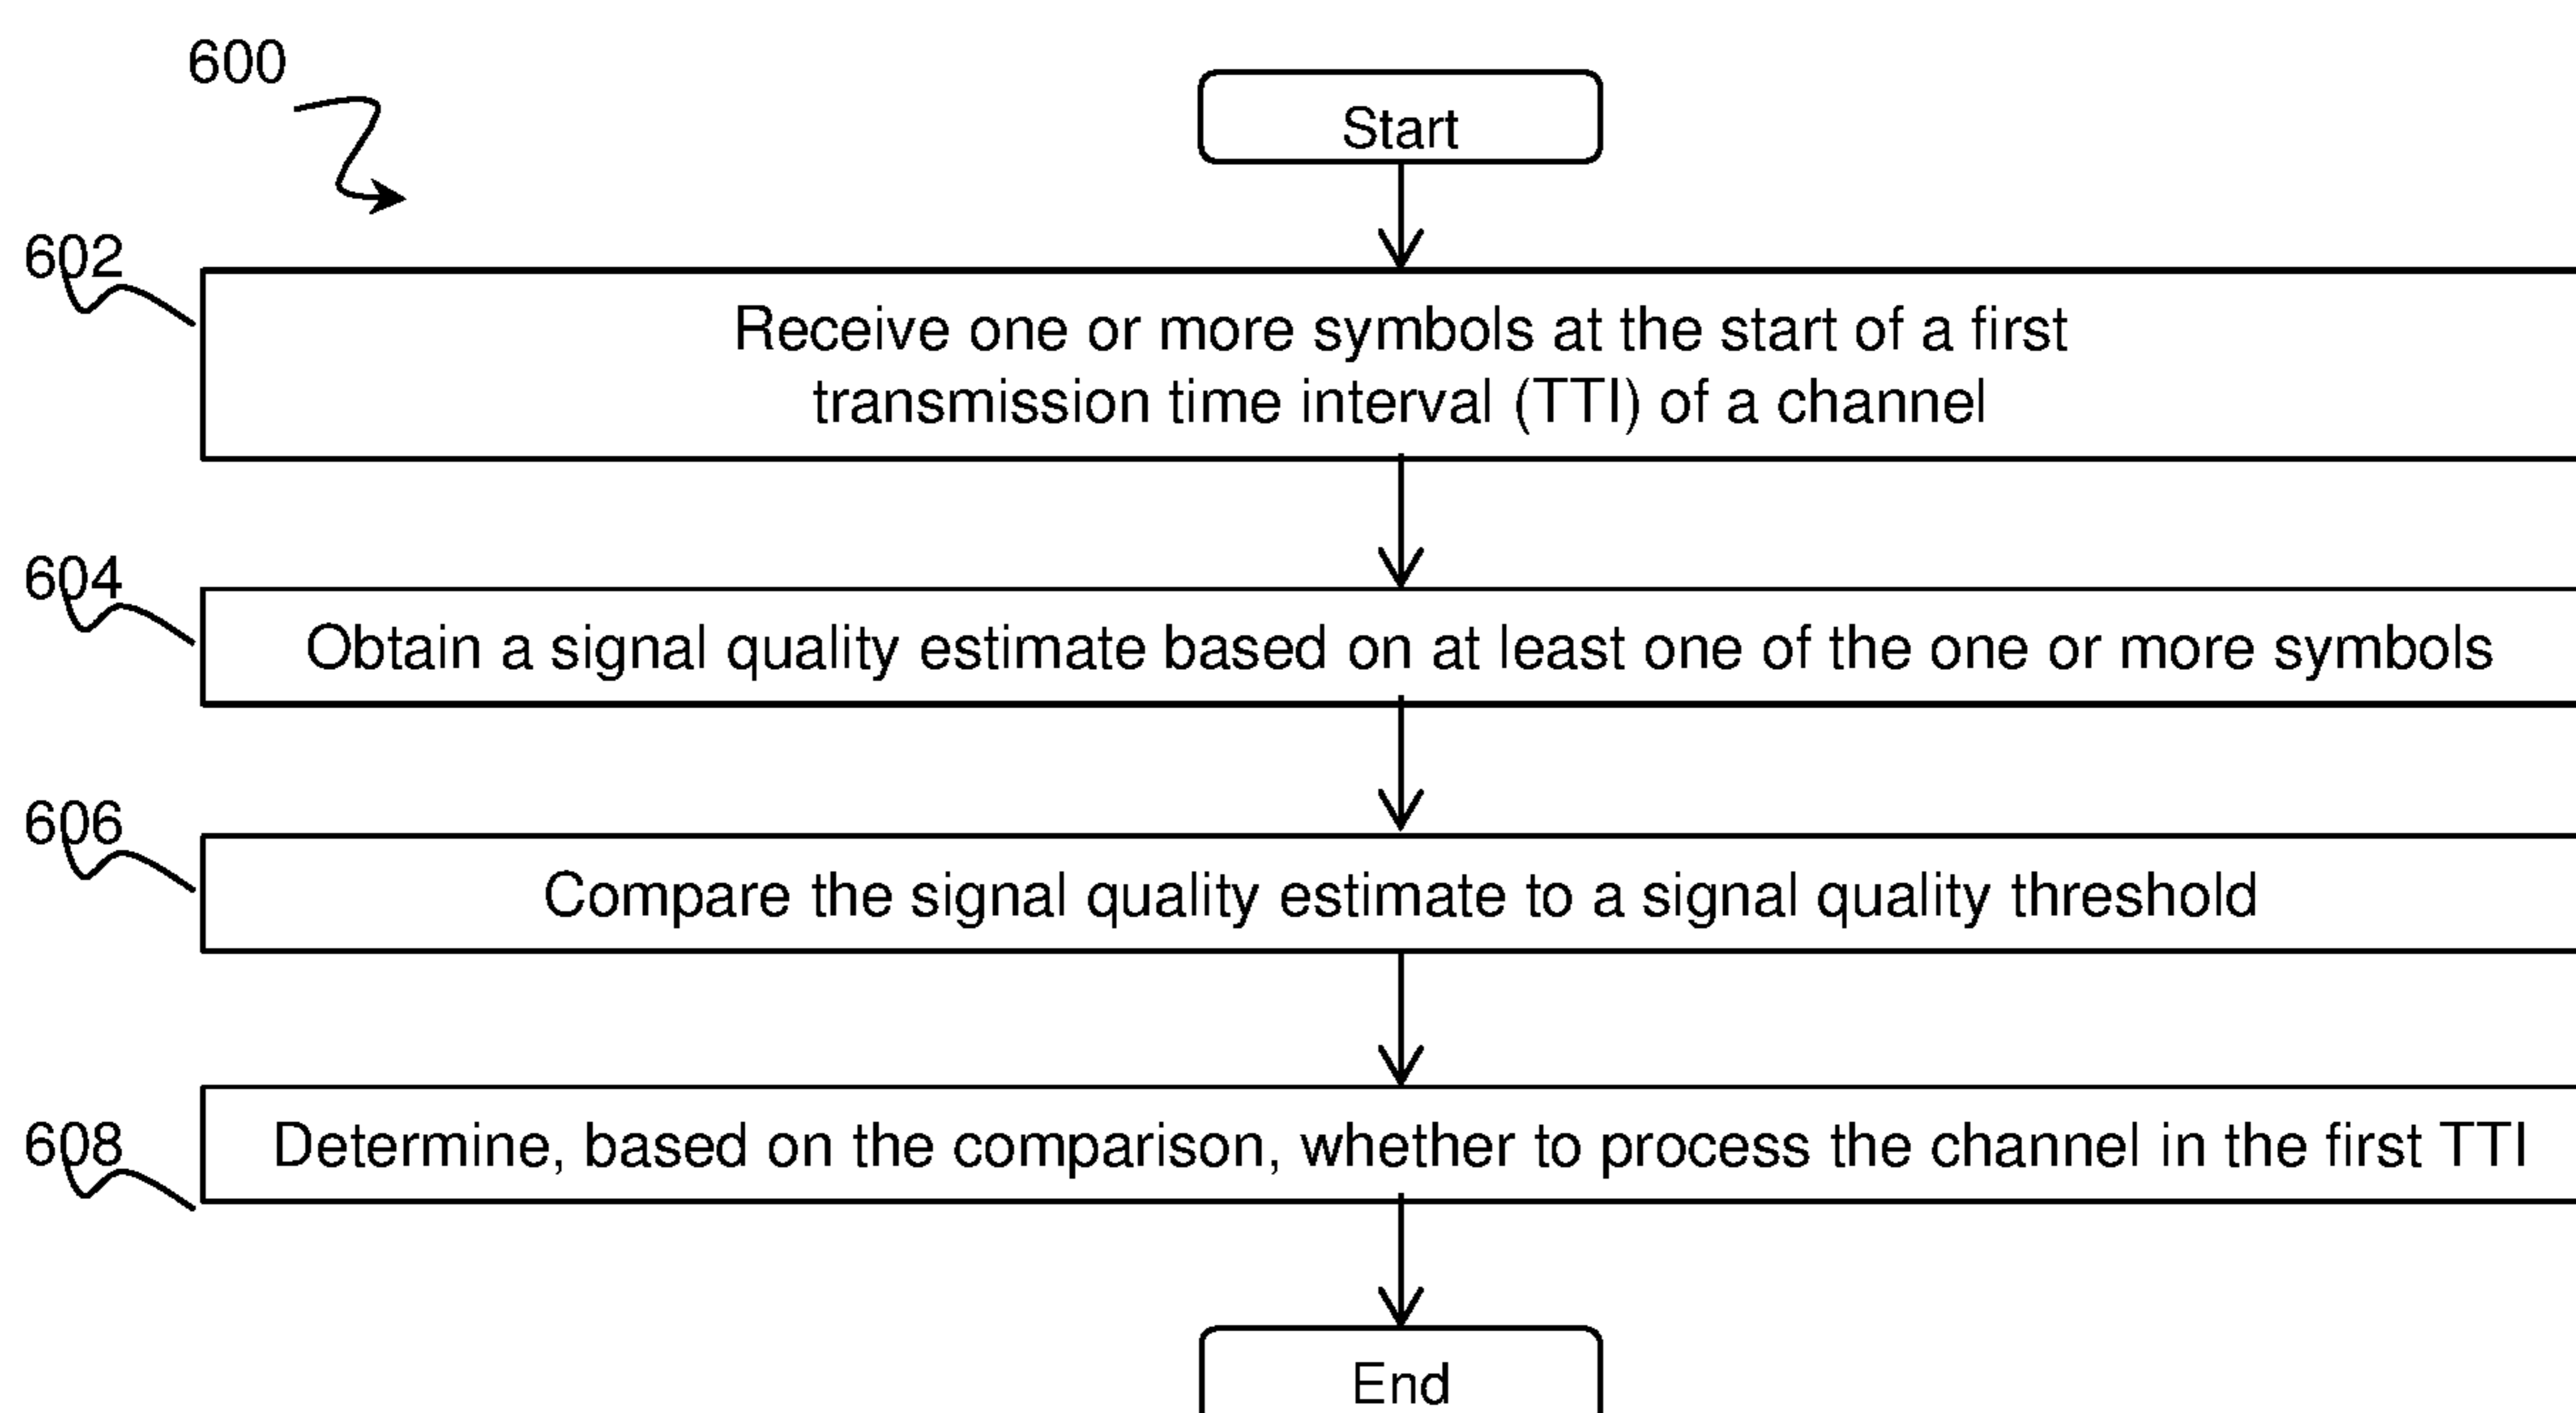 600
Start
602
Receive one or more symbols at the start of a first
transmission time interval (TTI) of a channel
604
Obtain a signal quality estimate based on at least one of the one or more symbols
606
Compare the signal quality estimate to a signal quality threshold
608
Determine, based on the comparison, whether to process the channel in the first TTI
End